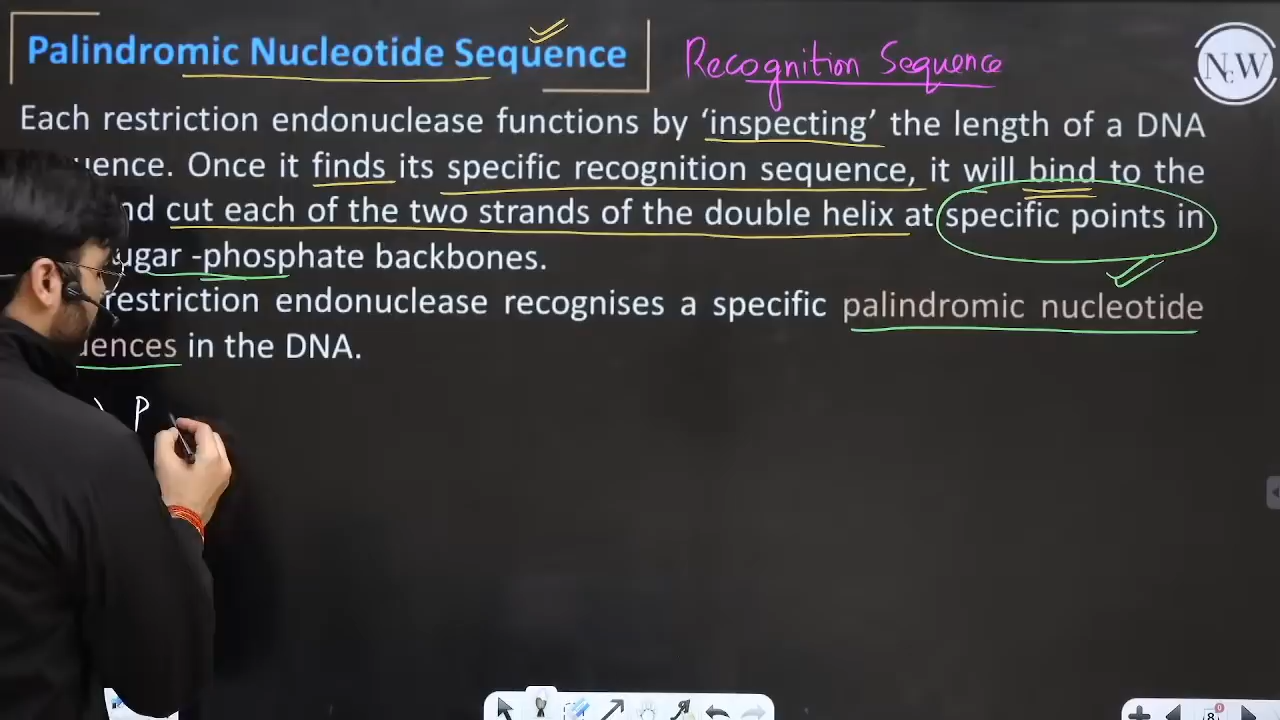 Palindromic Nucleotide Sequence
Recognition Sequence
NcW
Each restriction endonuclease functions by ‘inspecting’ the length of a DNA
uence. Once it finds its specific recognition sequence, it will bind to the
nd cut each of the two strands of the double helix at specific points in
ugar -phosphate backbones.
restriction endonuclease recognises a specific palindromic nucleotide
uences in the DNA.
P
8